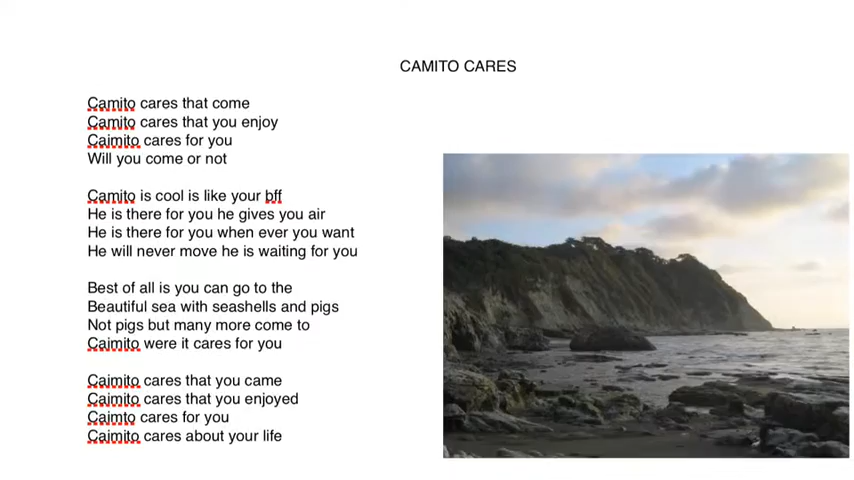 CAMITO CARES
Camito cares that come
Camito cares that you enjoy
Caimito cares for you
Will you come or not
Camito is cool is like your bff
He is there for you he gives you air
He is there for you when ever you want
He will never move he is waiting for you
Best of all is you can go to the
Beautiful sea with seashells and pigs
Not pigs but many more come to
Caimito were it cares for you
Caimito cares that you came
Caimito cares that you enjoyed
Caimto cares for you
Caimito cares about your life